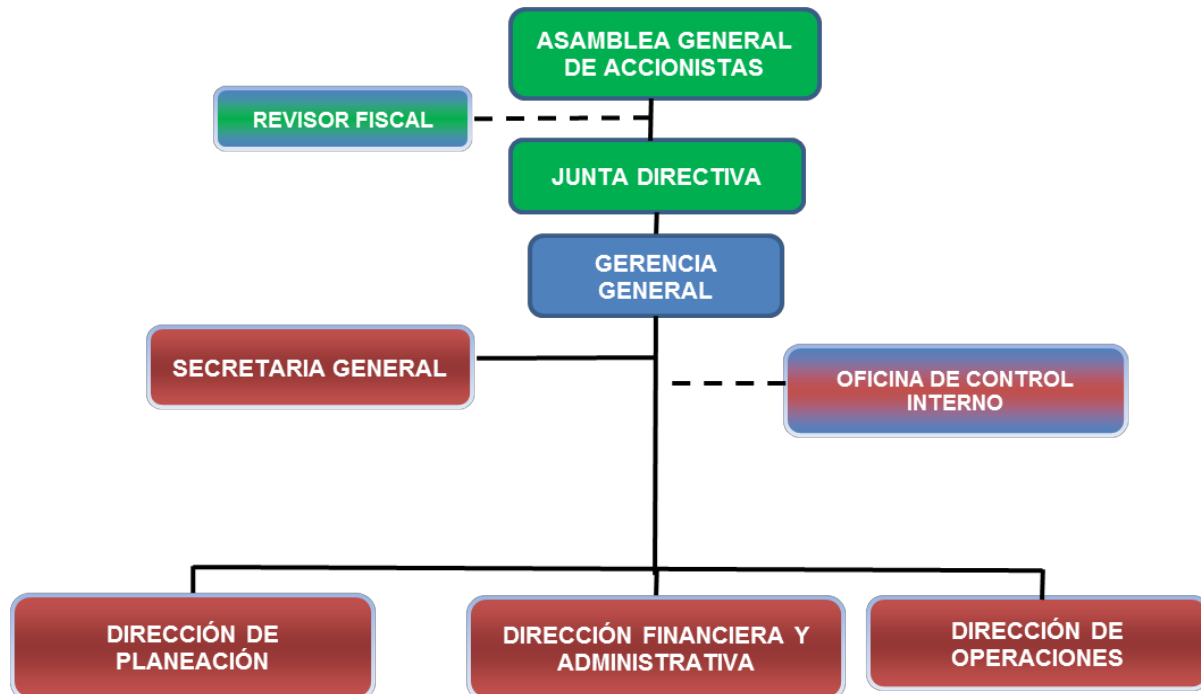 ASAMBLEA GENERAL
DE ACCIONISTAS
REVISOR FISCAL
JUNTA DIRECTIVA
GERENCIA
GENERAL
SECRETARIA GENERAL
OFICINA DE CONTROL
INTERNO
DIRECCIÓN DE
PLANEACIÓN
DIRECCIÓN FINANCIERA Y
ADMINISTRATIVA
DIRECCIÓN DE
OPERACIONES